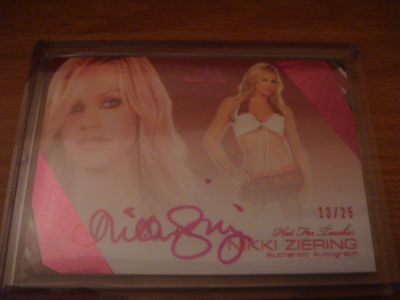 13/25
Hot For Teacher
NIKKI ZIERING
Authentic Autograph